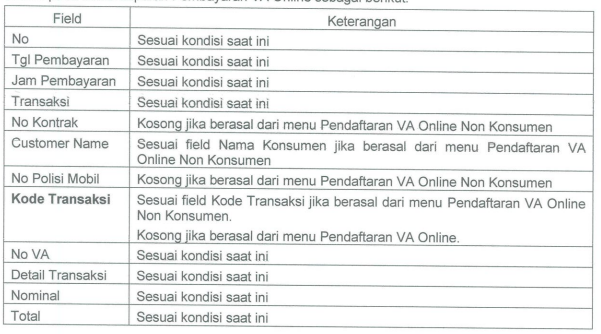 Pembayaran VA Online sebagai berikut:
Field Keterangan
No Sesuai kondisi saat ini
Tgl Pembayaran Sesuai kondisi saat ini
Jam Pembayaran Sesuai kondisi saat ini
Transaksi Sesuai kondisi saat ini
No Kontrak Kosong jika berasal dari menu Pendaftaran VA Online Non Konsumen
Customer Name Sesuai field Nama Konsumen jika berasal dari menu Pendaftaran VA
Online Non Konsumen
No Polisi Mobil Kosong jika berasal dari menu Pendaftaran VA Online Non Konsumen
Kode Transaksi Sesuai field Kode Transaksi jika berasal dari menu Pendaftaran VA Online
Non Konsumen.
Kosong jika berasal dari menu Pendaftaran VA Online.
No VA Sesuai kondisi saat ini
Detail Transaksi Sesuai kondisi saat ini
Nominal Sesuai kondisi saat ini
Total Sesuai kondisi saat ini